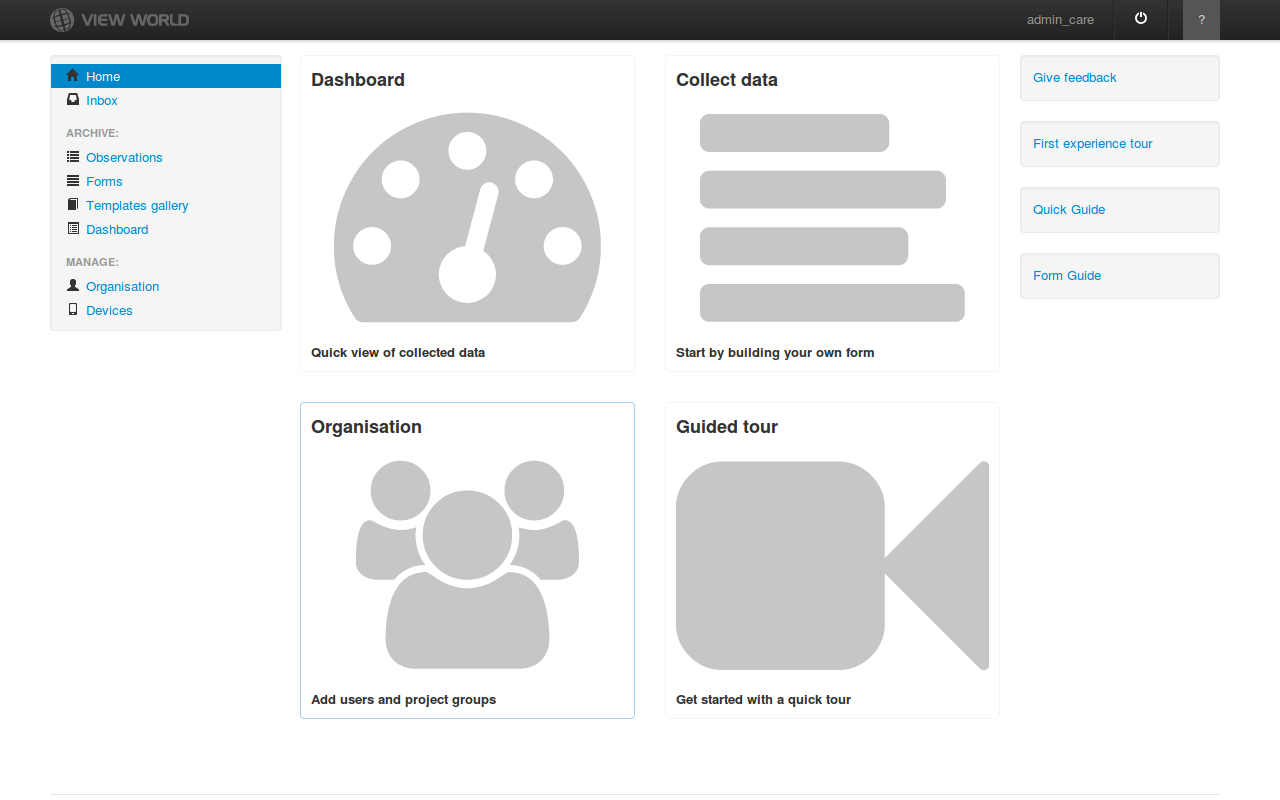 VIEW WORLD
admin_care
?
Home
Inbox
ARCHIVE:
Observations
Forms
Templates gallery
Dashboard
MANAGE:
Organisation
Devices
Dashboard
Quick view of collected data
Collect data
Start by building your own form
Organisation
Add users and project groups
Guided tour
Get started with a quick tour
Give feedback
First experience tour
Quick Guide
Form Guide